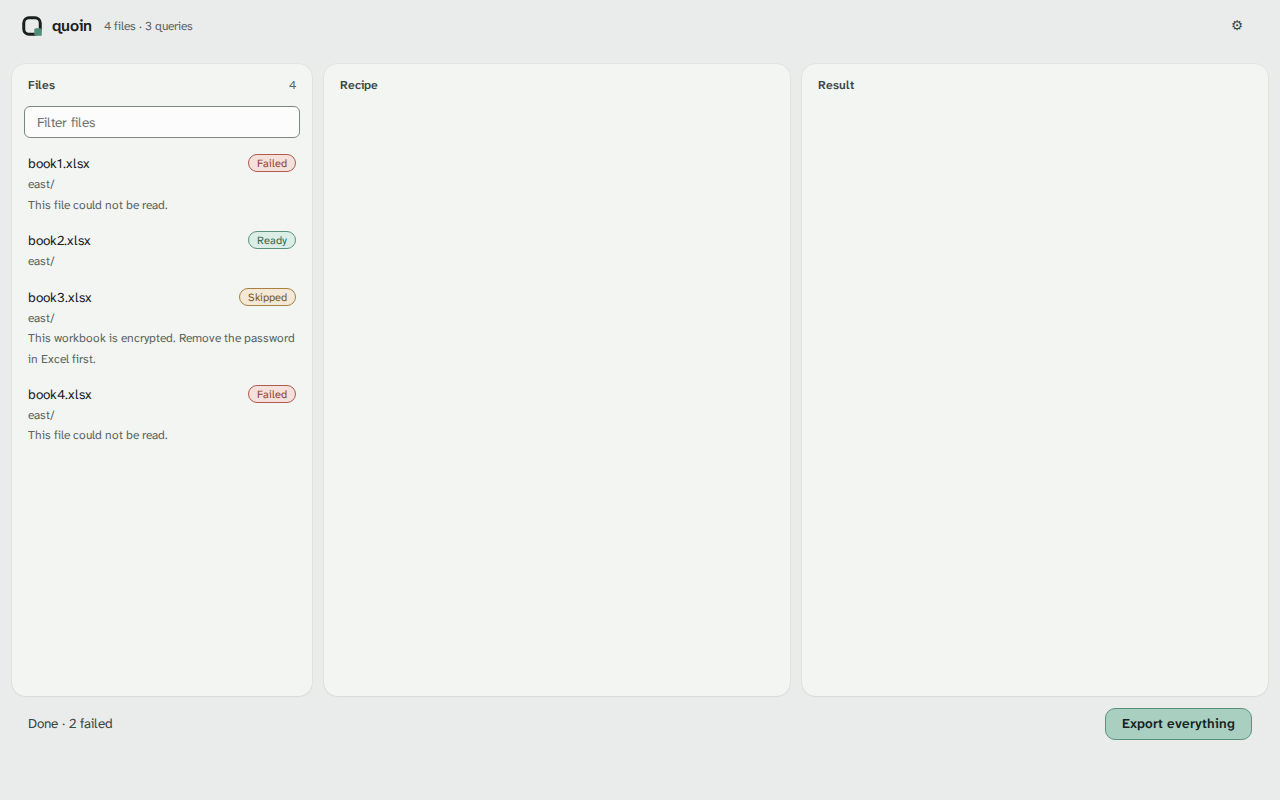 quoin 4 files · 3 queries
Files 4
Filter files
book1.xlsx Failed
east/
This file could not be read.
book2.xlsx Ready
east/
book3.xlsx Skipped
east/
This workbook is encrypted. Remove the password
in Excel first.
book4.xlsx Failed
east/
This file could not be read.
Recipe
Result
Done · 2 failed
Export everything